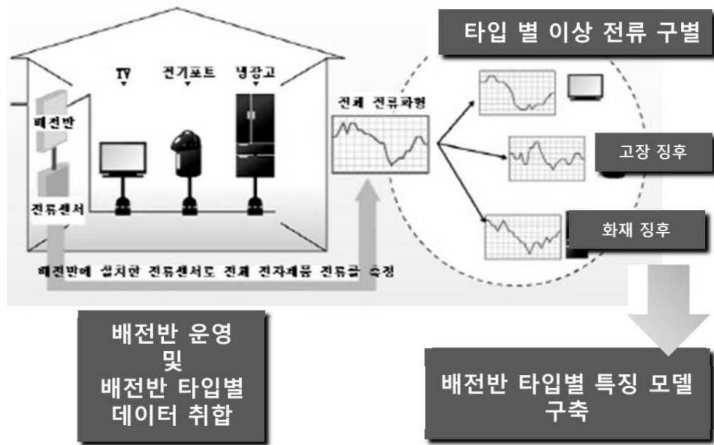 타입 별 이상 전류 구별
TV 전기포트 냉장고
전체 전류파형
배전반
고장 징후
전류센서
화재 징후
배전반에 설치한 전류센서로 전체 전자제품 전류를 측정
배전반 운영
및
배전반 타입별
데이터 취합
배전반 타입별 특징 모델
구축